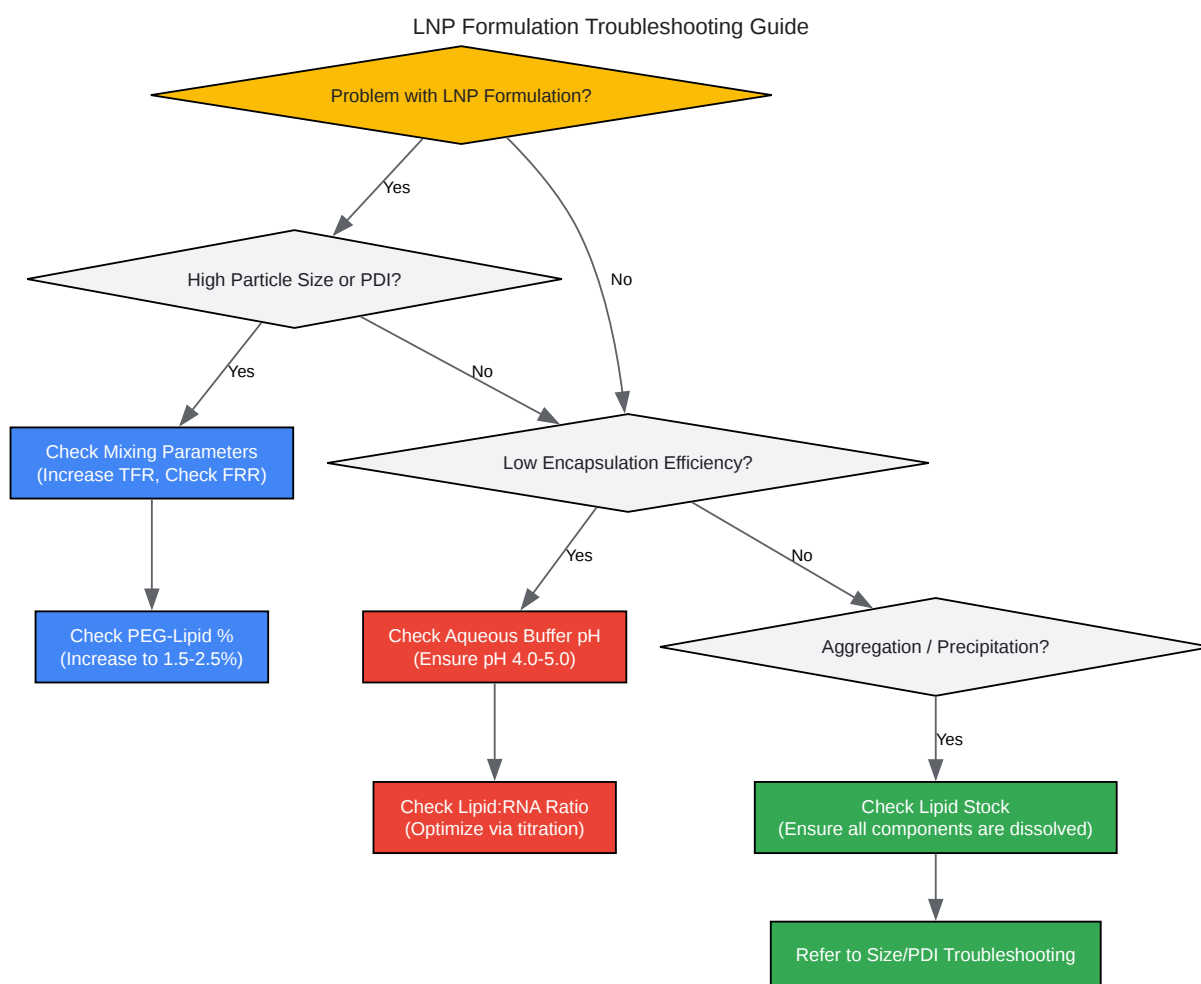 LNP Formulation Troubleshooting Guide
Problem with LNP Formulation?
Yes
No
High Particle Size or PDI?
Yes
No
Check Mixing Parameters
(Increase TFR, Check FRR)
Low Encapsulation Efficiency?
Yes
No
Check PEG-Lipid %
(Increase to 1.5-2.5%)
Check Aqueous Buffer pH
(Ensure pH 4.0-5.0)
Aggregation / Precipitation?
Yes
Check Lipid:RNA Ratio
(Optimize via titration)
Check Lipid Stock
(Ensure all components are dissolved)
Refer to Size/PDI Troubleshooting